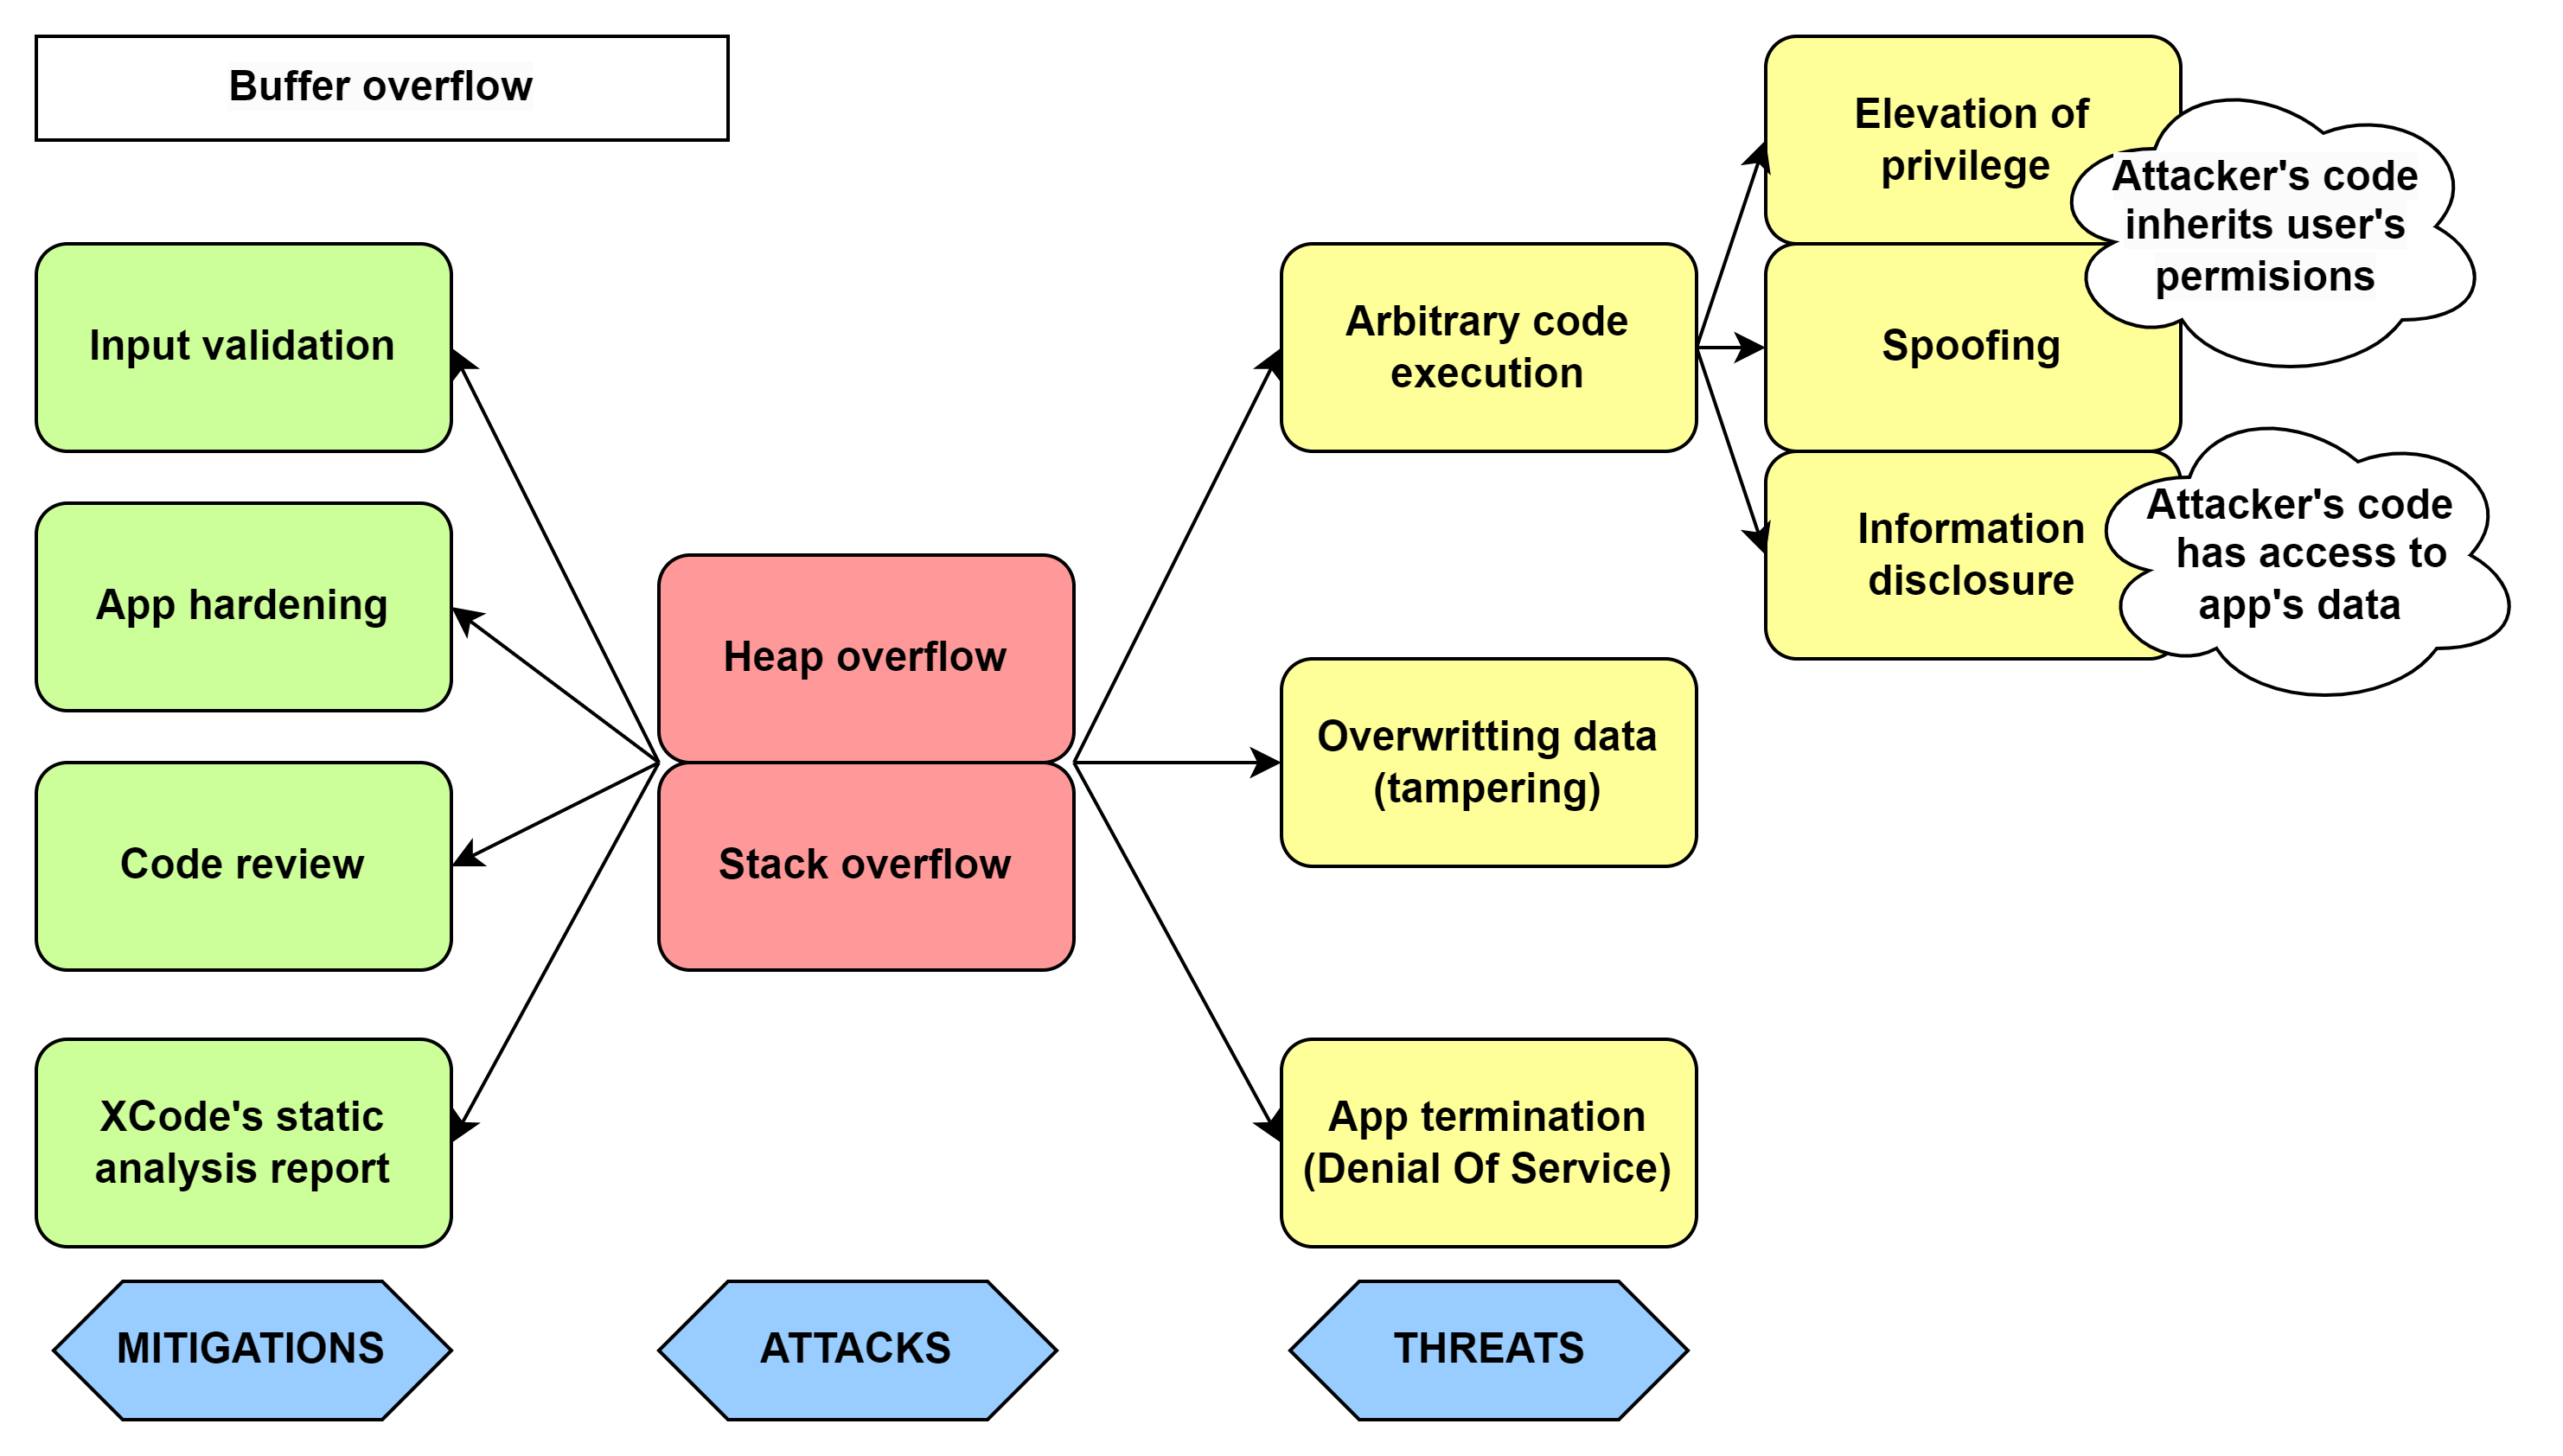 Buffer overflow
Input validation
App hardening
Code review
XCode's static
analysis report
MITIGATIONS
Heap overflow
Stack overflow
ATTACKS
Arbitrary code
execution
Overwritting data
(tampering)
App termination
(Denial Of Service)
THREATS
Elevation of
privilege
Spoofing
Information
disclosure
Attacker's code
inherits user's
permisions
Attacker's code
has access to
app's data